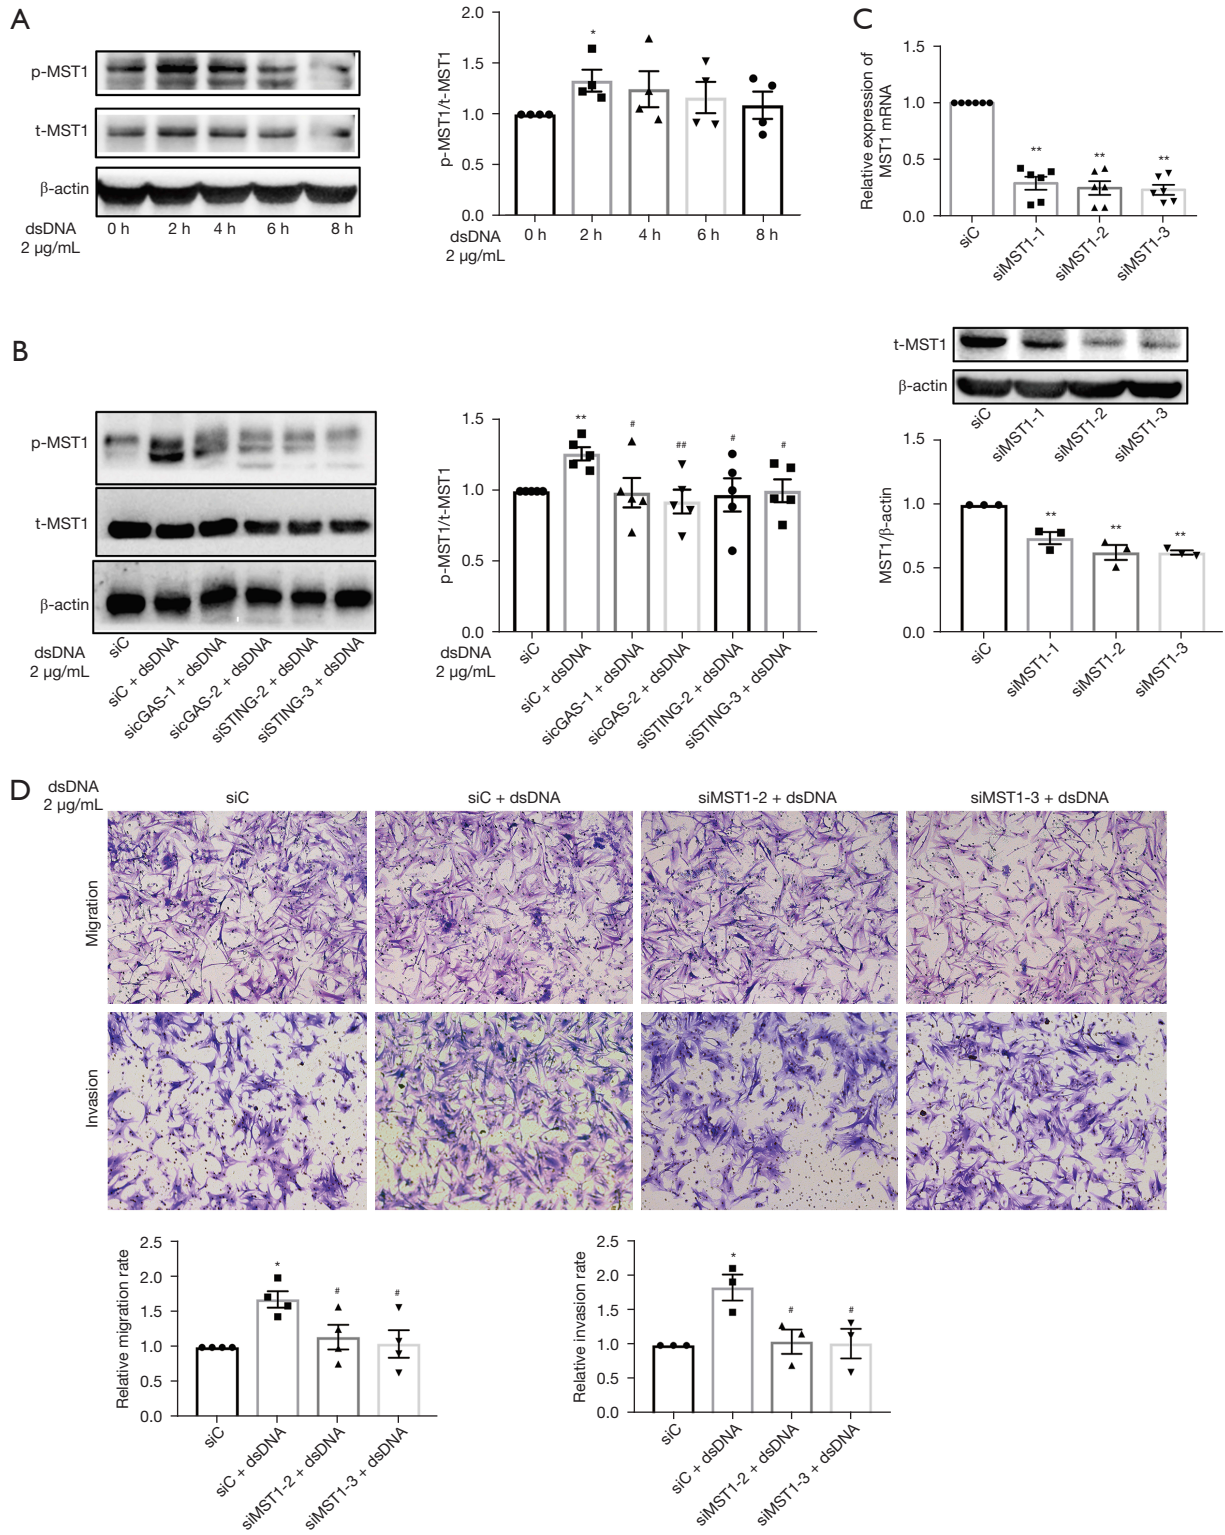 A
p-MST1
t-MST1
β-actin
dsDNA
2 µg/mL
0 h
2 h
4 h
6 h
8 h
p-MST1/t-MST1
2.0
1.5
1.0
0.5
0.0
*
dsDNA
2 µg/mL
0 h
2 h
4 h
6 h
8 h
C
Relative expression of
MST1 mRNA
1.5
1.0
0.5
0.0
**
**
**
siC
siMST1-1
siMST1-2
siMST1-3
t-MST1
β-actin
siC
siMST1-1
siMST1-2
siMST1-3
MST1/β-actin
1.5
1.0
0.5
0.0
**
**
**
siC
siMST1-1
siMST1-2
siMST1-3
B
p-MST1
t-MST1
β-actin
dsDNA
2 µg/mL
siC
siC + dsDNA
sicGAS-1 + dsDNA
sicGAS-2 + dsDNA
siSTING-2 + dsDNA
siSTING-3 + dsDNA
p-MST1/t-MST1
1.5
1.0
0.5
0.0
**
#
##
#
#
dsDNA
2 µg/mL
siC
siC + dsDNA
sicGAS-1 + dsDNA
sicGAS-2 + dsDNA
siSTING-2 + dsDNA
siSTING-3 + dsDNA
D
dsDNA
2 µg/mL
siC
siC + dsDNA
siMST1-2 + dsDNA
siMST1-3 + dsDNA
Migration
Invasion
Relative migration rate
2.5
2.0
1.5
1.0
0.5
0.0
*
#
#
siC
siC + dsDNA
siMST1-2 + dsDNA
siMST1-3 + dsDNA
Relative invasion rate
2.5
2.0
1.5
1.0
0.5
0.0
*
#
#
siC
siC + dsDNA
siMST1-2 + dsDNA
siMST1-3 + dsDNA